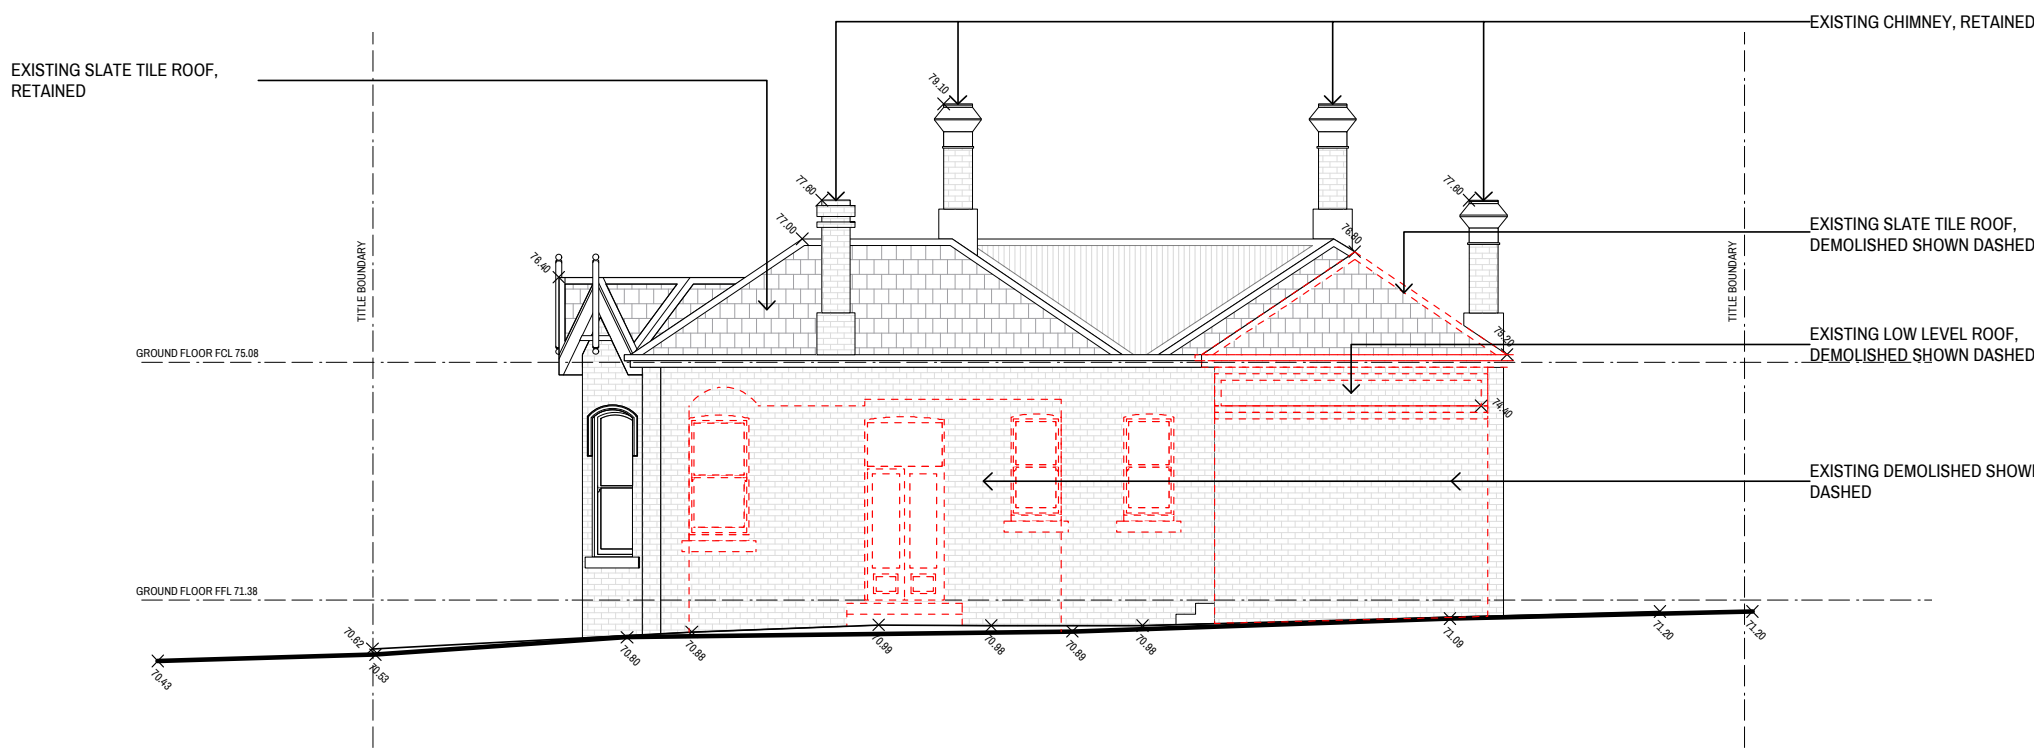 EXISTING CHIMNEY, RETAINED
EXISTING SLATE TILE ROOF,
RETAINED
79.10
77.60
77.60
77.00
76.80
76.40
TITLE BOUNDARY
TITLE BOUNDARY
EXISTING SLATE TILE ROOF,
DEMOLISHED SHOWN DASHED
EXISTING LOW LEVEL ROOF,
DEMOLISHED SHOWN DASHED
75.20
GROUND FLOOR FCL 75.08
74.40
EXISTING DEMOLISHED SHOWN
DASHED
GROUND FLOOR FFL 71.38
70.62
70.43
70.53
70.80
70.88
70.99
70.98
70.89
70.98
71.09
71.20
71.20